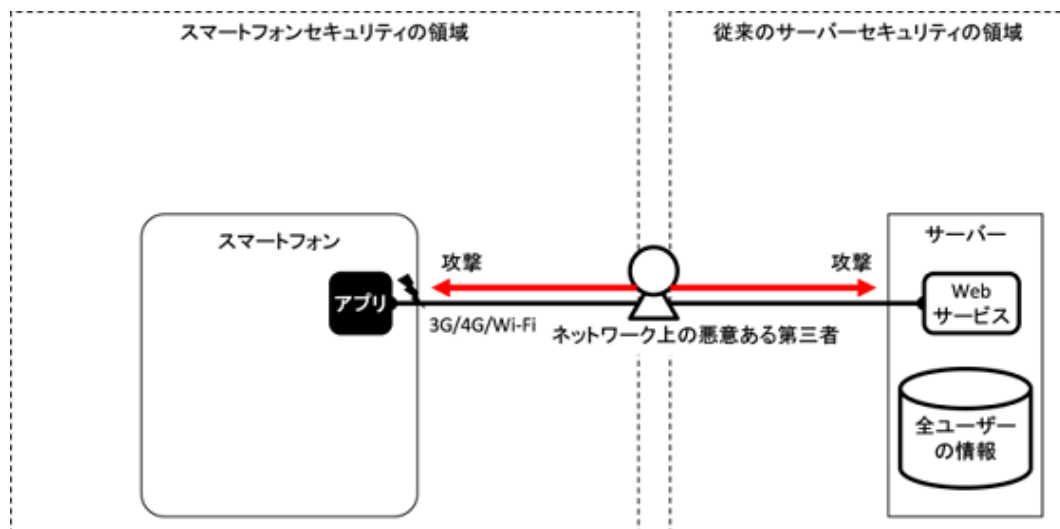 スマートフォンセキュリティの領域
従来のサーバーセキュリティの領域
スマートフォン
サーバー
攻撃
攻撃
アプリ
Web
サービス
3G/4G/Wi-Fi
ネットワーク上の悪意ある第三者
全ユーザー
の情報